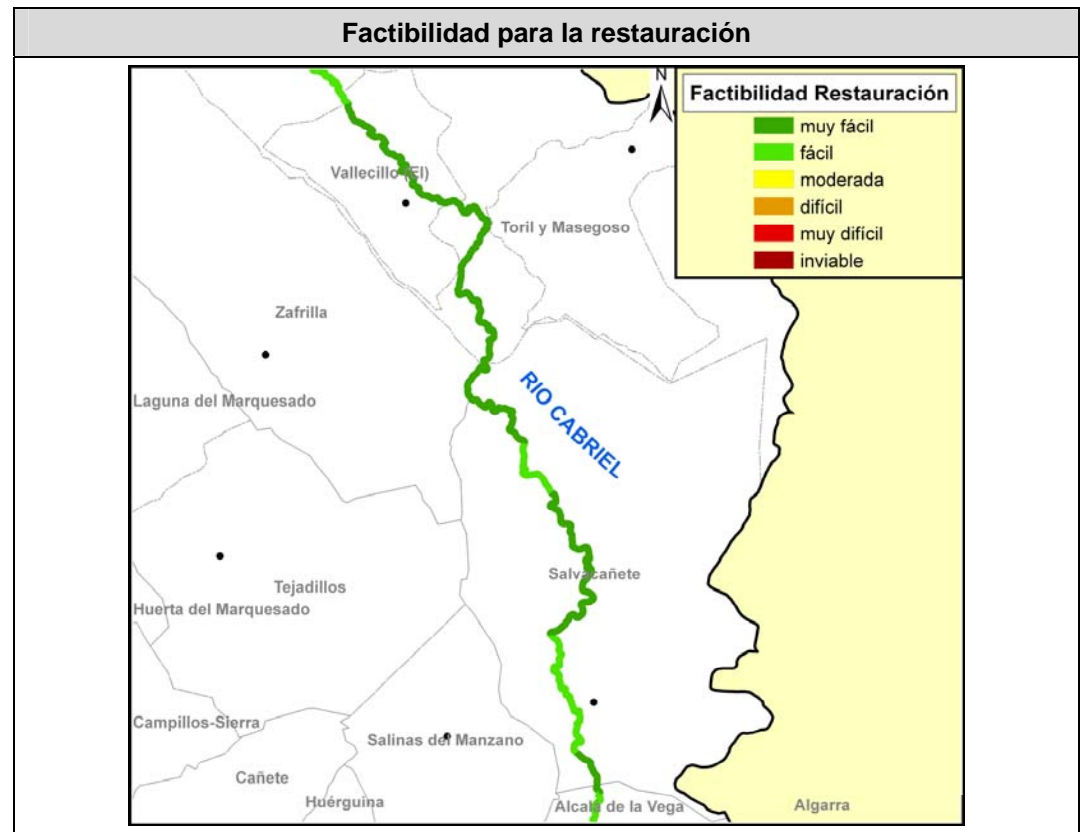 Factibilidad para la restauración
N
Factibilidad Restauración
muy fácil
fácil
moderada
difícil
muy difícil
inviable
Vallecillo (El)
Toril y Masegoso
Zafrilla
RIO CABRIEL
Laguna del Marquesado
Salvacañete
Tejadillos
Huerta del Marquesado
Campillos-Sierra
Salinas del Manzano
Cañete
Huérguina
Alcalá de la Vega
Algarra